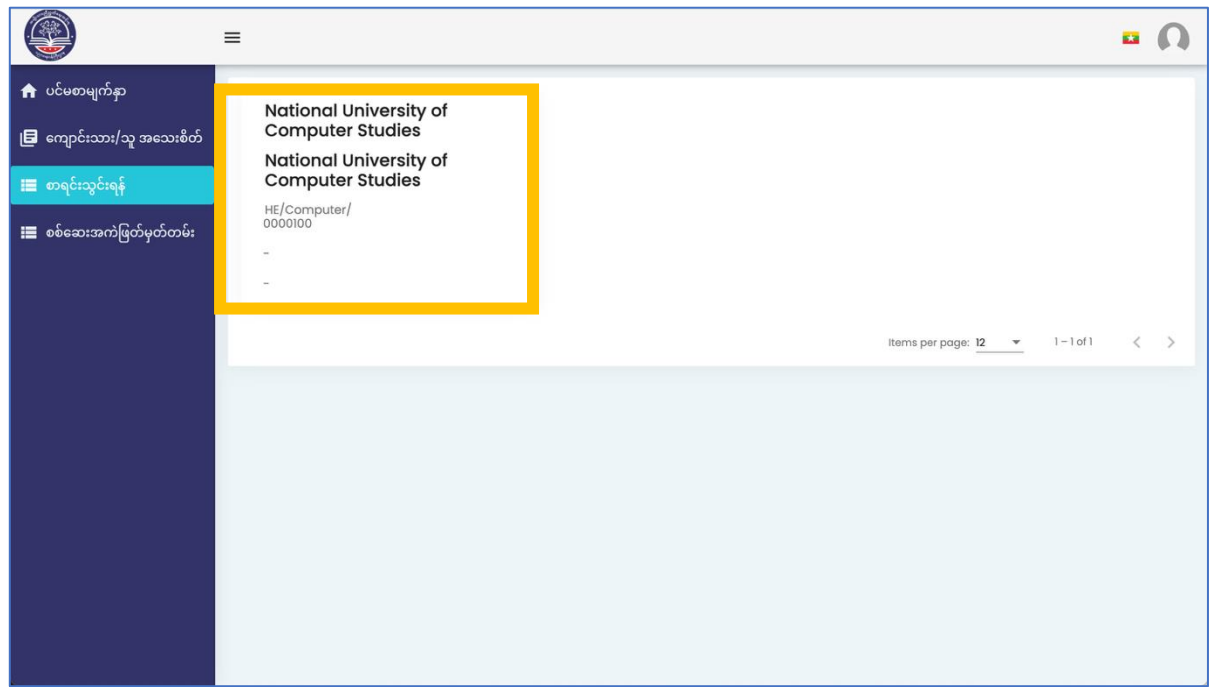 ပင်မစာမျက်နှာ
ကျောင်းသား/သူ အသေးစိတ်
စာရင်းသွင်းရန်
စစ်ဆေးအကဲဖြတ်မှတ်တမ်း
National University of
Computer Studies
National University of
Computer Studies
HE/Computer/
0000100
-
-
Items per page: 12 1 – 1 of 1